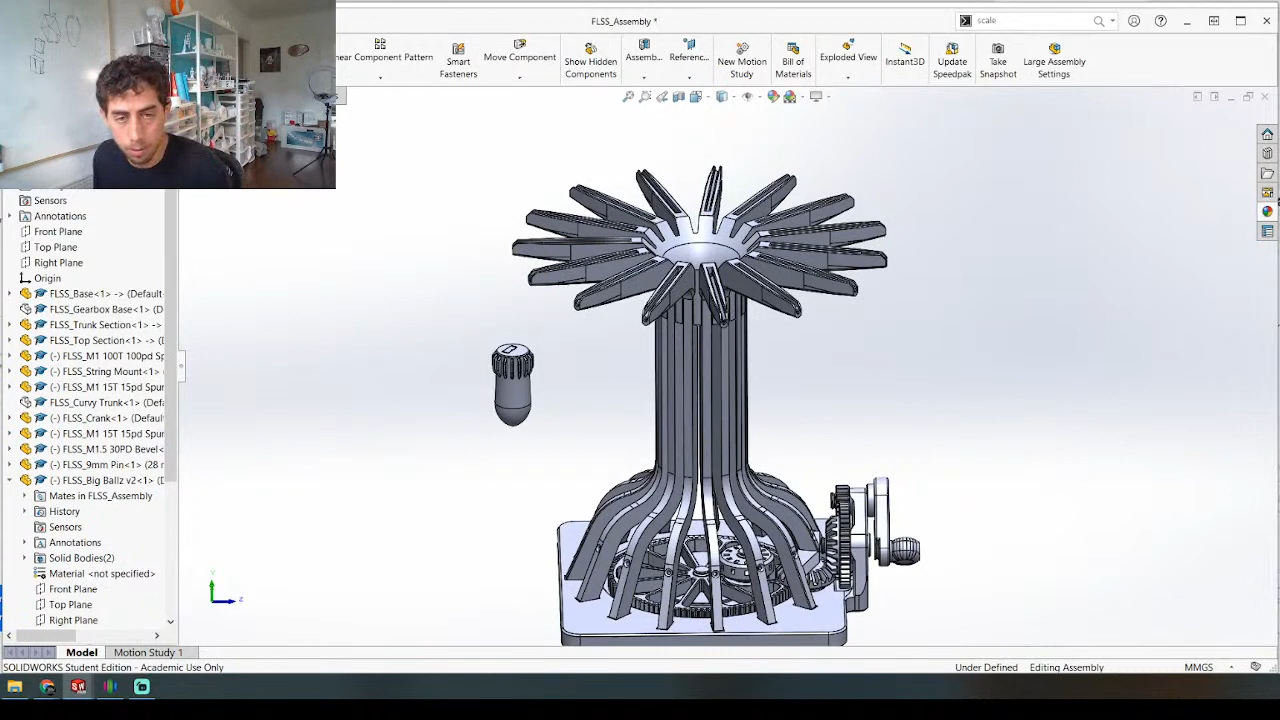 FLSS_Assembly *
scale
near Component Pattern
Smart Fasteners
Move Component
Show Hidden Components
Assemb...
Referenc...
New Motion Study
Bill of Materials
Exploded View
Instant3D
Update Speedpak
Take Snapshot
Large Assembly Settings
Sensors
Annotations
Front Plane
Top Plane
Right Plane
Origin
FLSS_Base<1> -> (Default
FLSS_Gearbox Base<1> (D
FLSS_Trunk Section<1> ->
FLSS_Top Section<1> -> (
(-) FLSS_M1 100T 100pd Sp
(-) FLSS_String Mount<1> (
(-) FLSS_M1 15T 15pd Spur
FLSS_Curvy Trunk<1> (Def
(-) FLSS_Crank<1> (Default
(-) FLSS_M1 15T 15pd Spur
(-) FLSS_M1.5 30PD Bevel<
(-) FLSS_9mm Pin<1> (28 m
(-) FLSS_Big Ballz v2<1> (D
Mates in FLSS_Assembly
History
Sensors
Annotations
Solid Bodies(2)
Material <not specified>
Front Plane
Top Plane
Right Plane
Y
Z
Model
Motion Study 1
SOLIDWORKS Student Edition - Academic Use Only
Under Defined
Editing Assembly
MMGS